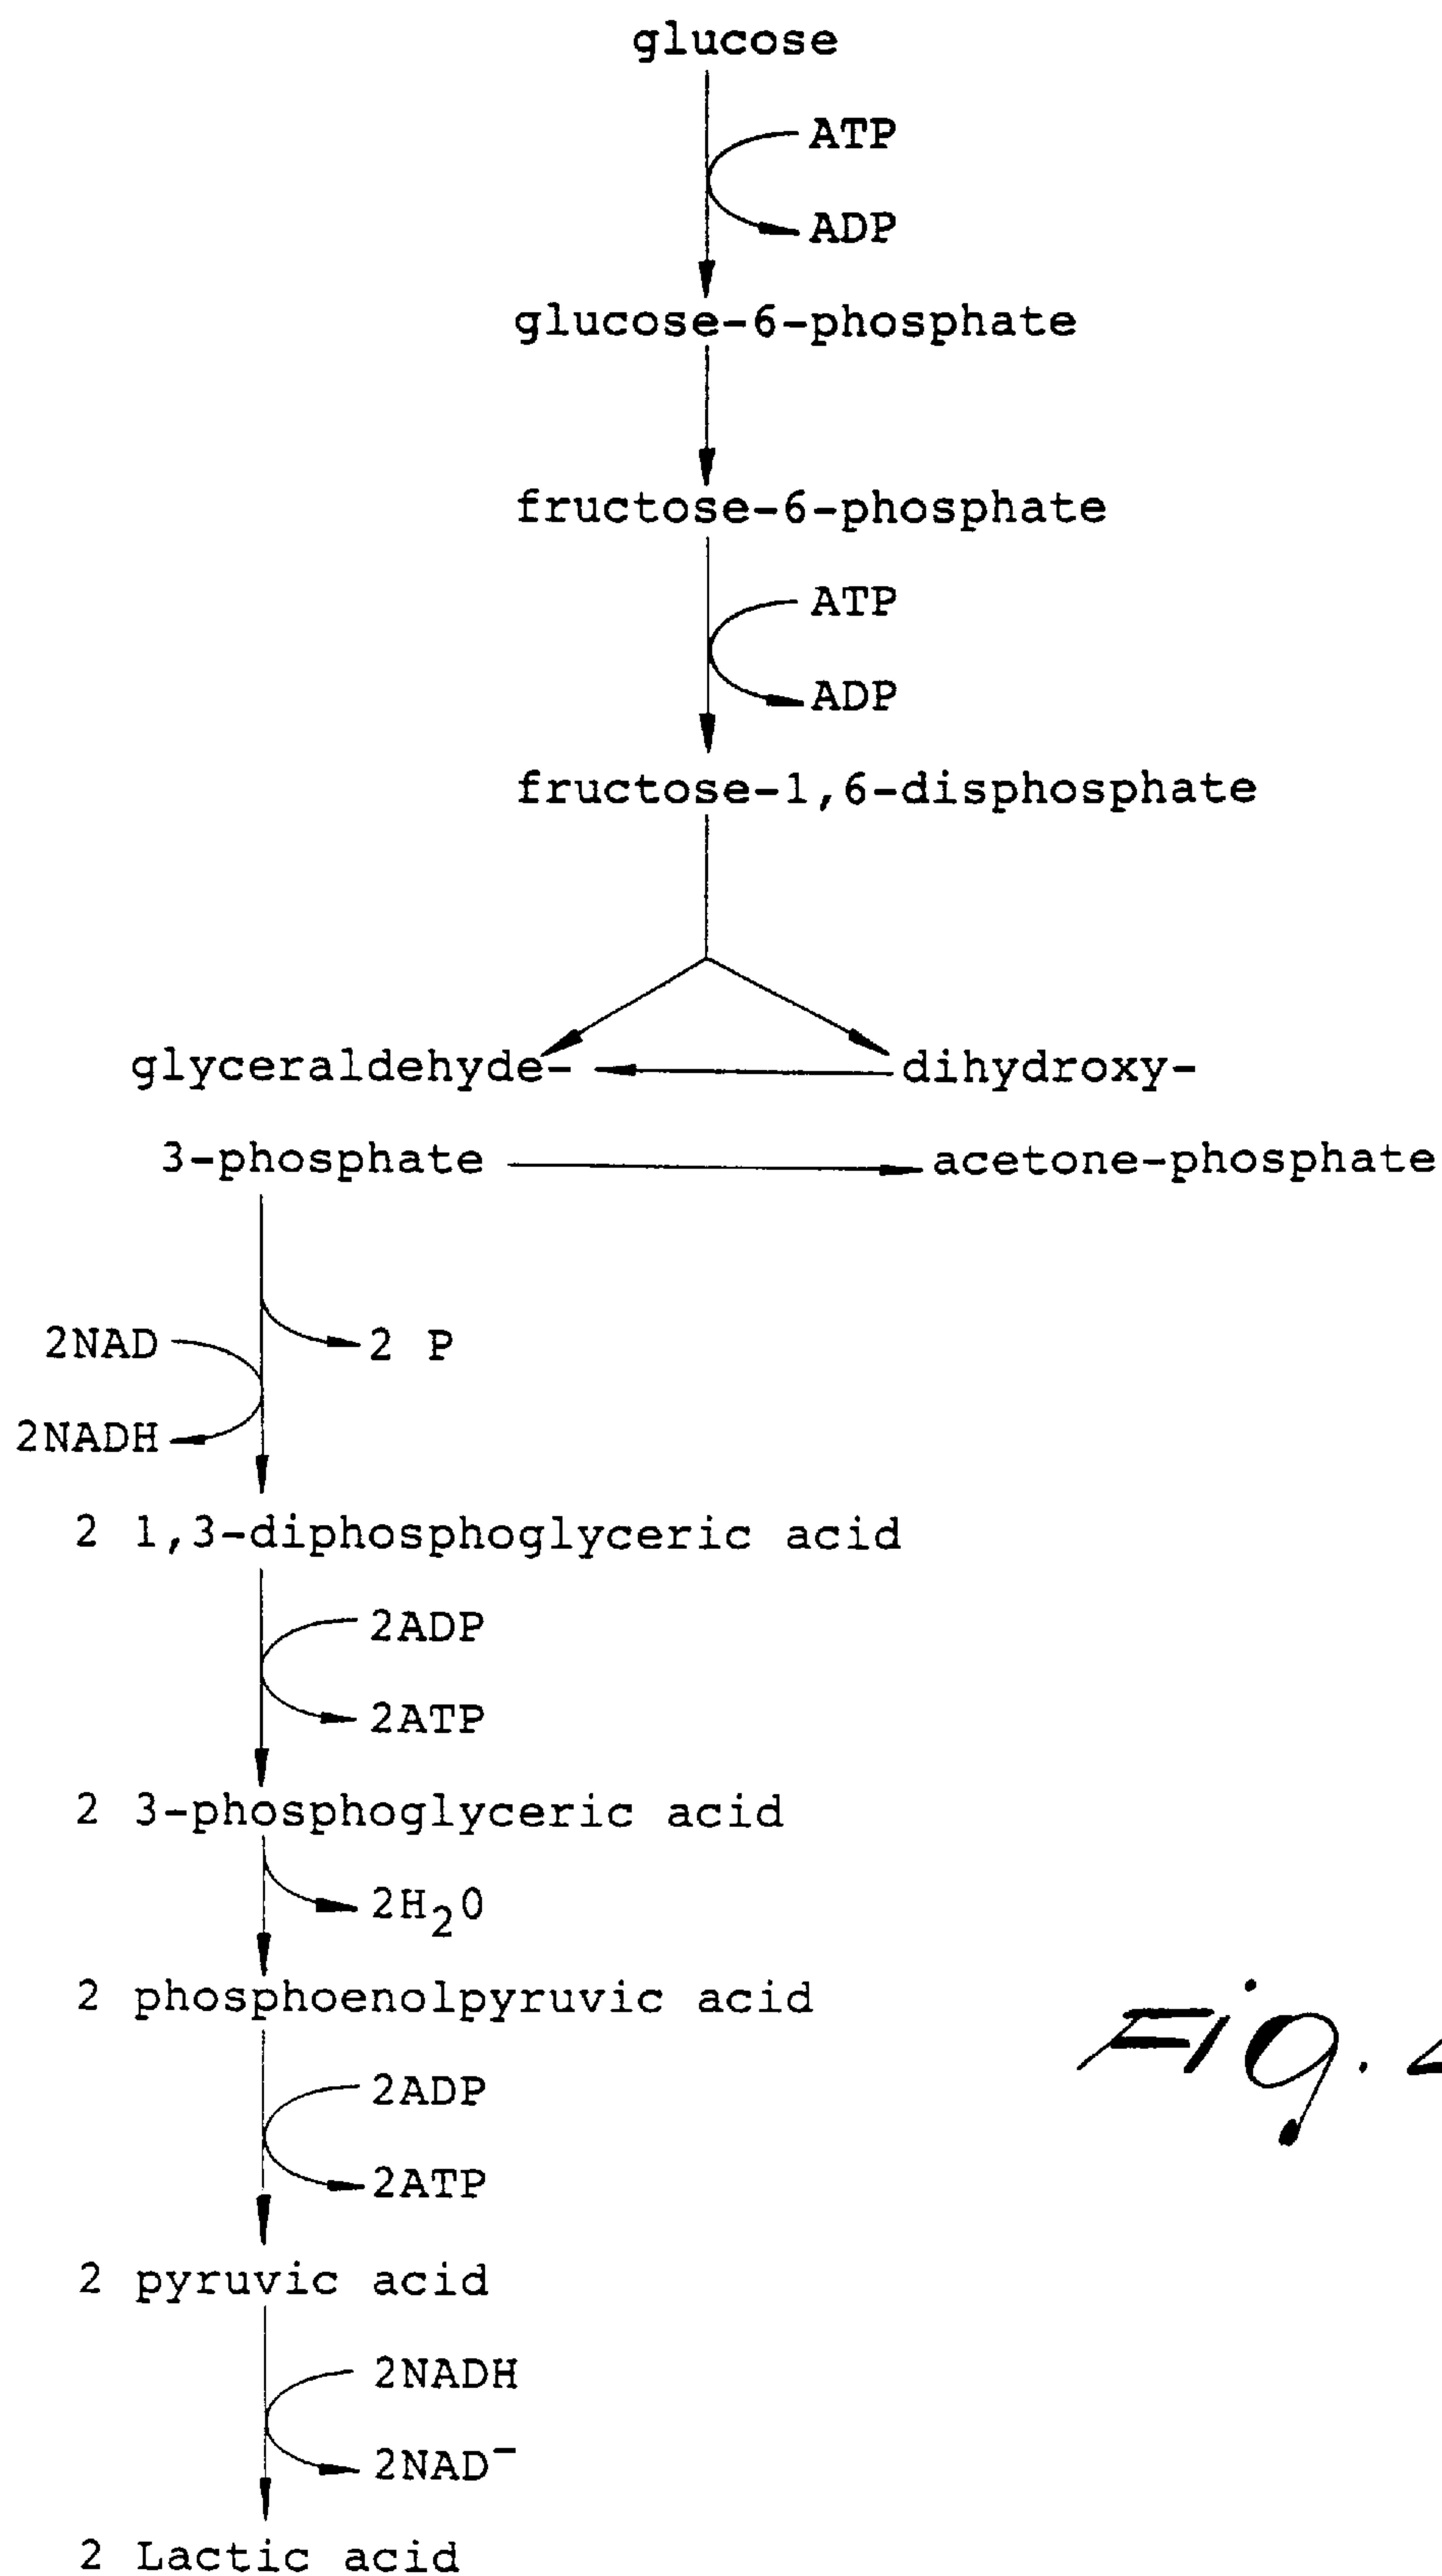 glucose
ATP
ADP
glucose-6-phosphate
fructose-6-phosphate
ATP
ADP
fructose-1,6-disphosphate
glyceraldehyde- dihydroxy-
3-phosphate acetone-phosphate
2NAD 2 P
2NADH
2 1,3-diphosphoglyceric acid
2ADP
2ATP
2 3-phosphoglyceric acid
2H₂0
2 phosphoenolpyruvic acid
2ADP
2ATP
2 pyruvic acid
2NADH
2NAD⁻
2 Lactic acid
Fig.